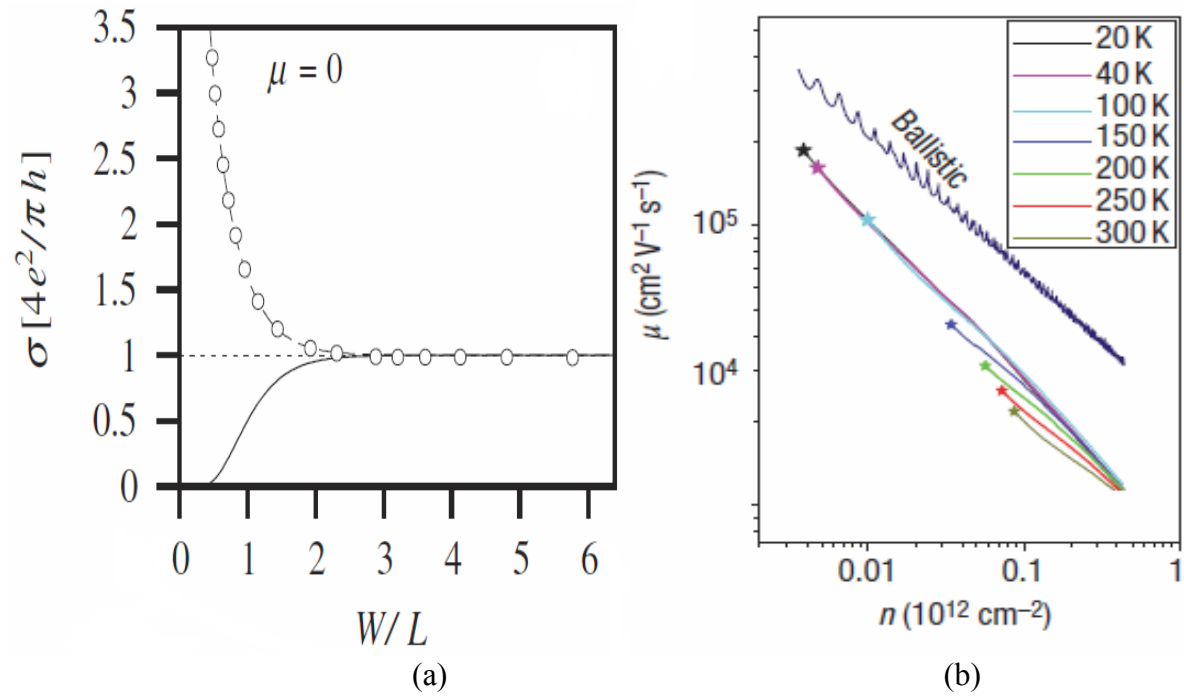 3.5
3
2.5
2
1.5
1
0.5
0
σ [4e²/π h]
μ = 0
0 1 2 3 4 5 6
W/ L
(a)
20 K
40 K
100 K
150 K
200 K
250 K
300 K
Ballistic
10⁵
10⁴
μ (cm² V⁻¹ s⁻¹)
0.01 0.1 1
n (10¹² cm⁻²)
(b)